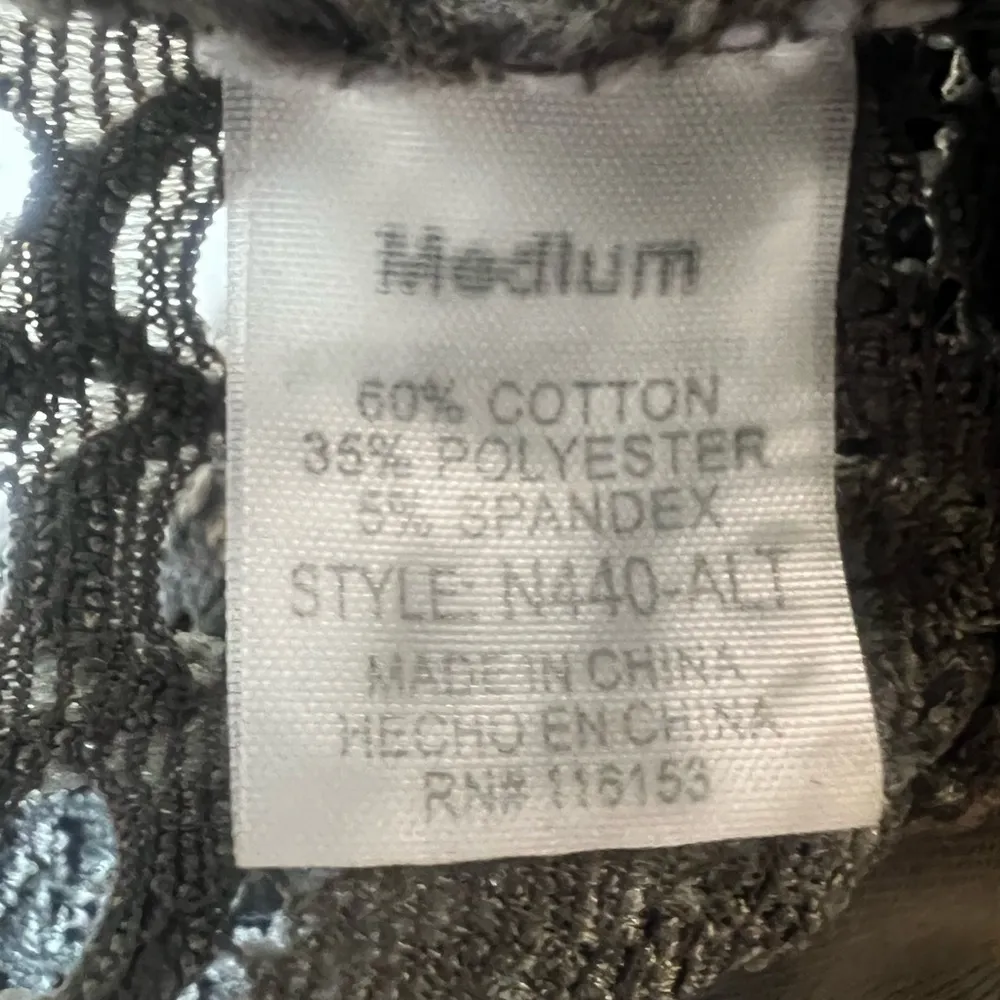 Medium
60% COTTON
35% POLYESTER
5% SPANDEX
STYLE: N440-ALT
MADE IN CHINA
HECHO EN CHINA
RN# 116153